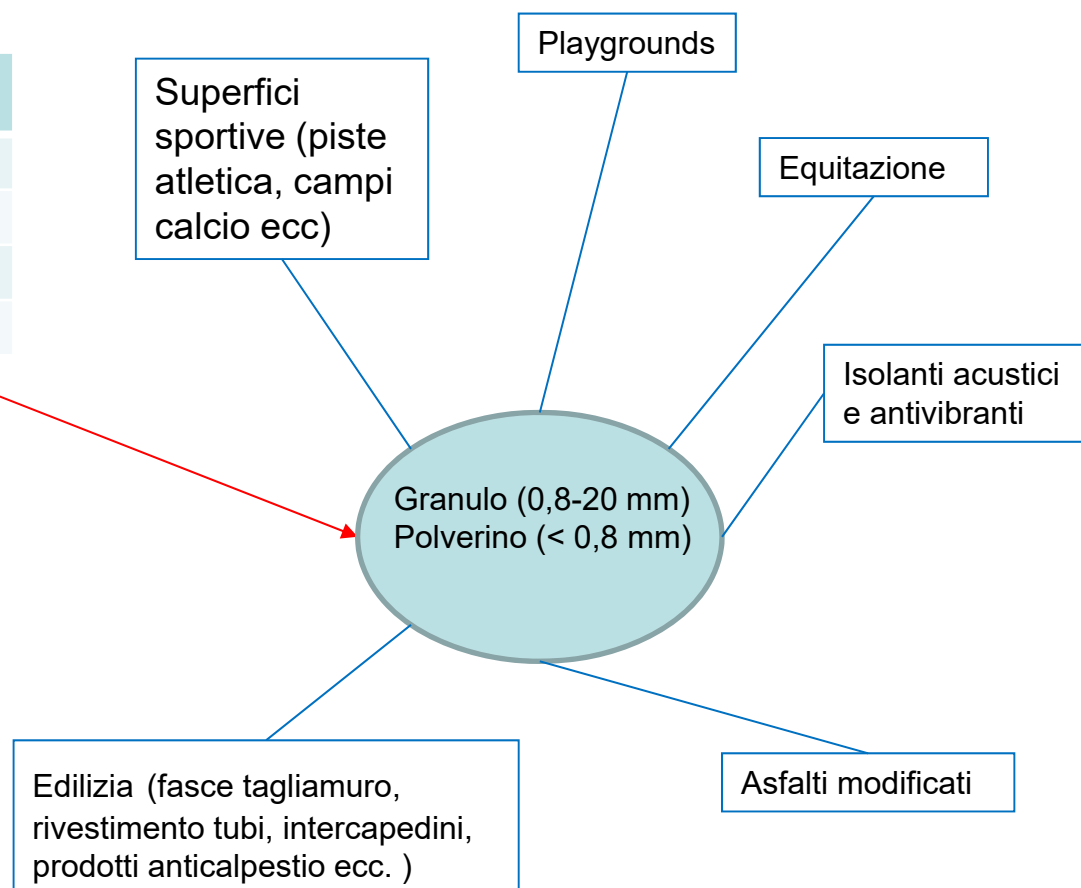 Playgrounds
Superfici
sportive (piste
atletica, campi
calcio ecc)
Equitazione
Isolanti acustici
e antivibranti
Granulo (0,8-20 mm)
Polverino (< 0,8 mm)
Edilizia (fasce tagliamuro,
rivestimento tubi, intercapedini,
prodotti anticalpestio ecc. )
Asfalti modificati